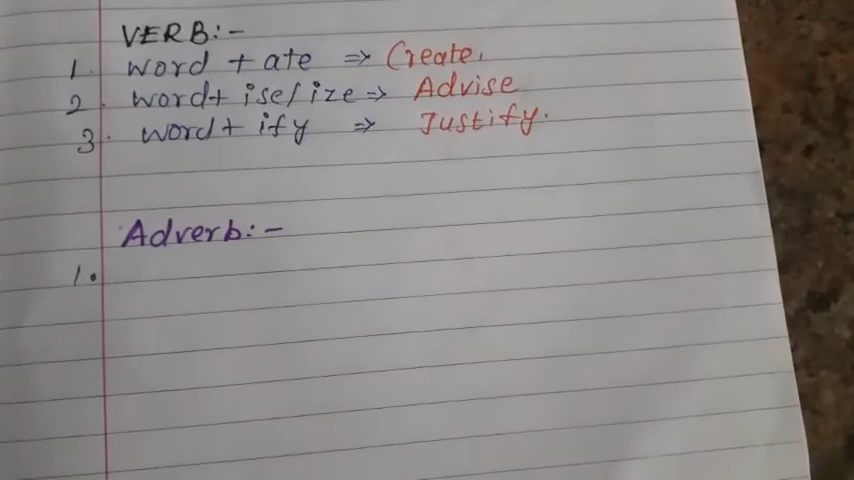 VERB:-
1. word + ate ⇒ Create,
2. word+ ise/ize ⇒ Advise
3. word+ ify ⇒ Justify.
Adverb:-
1.